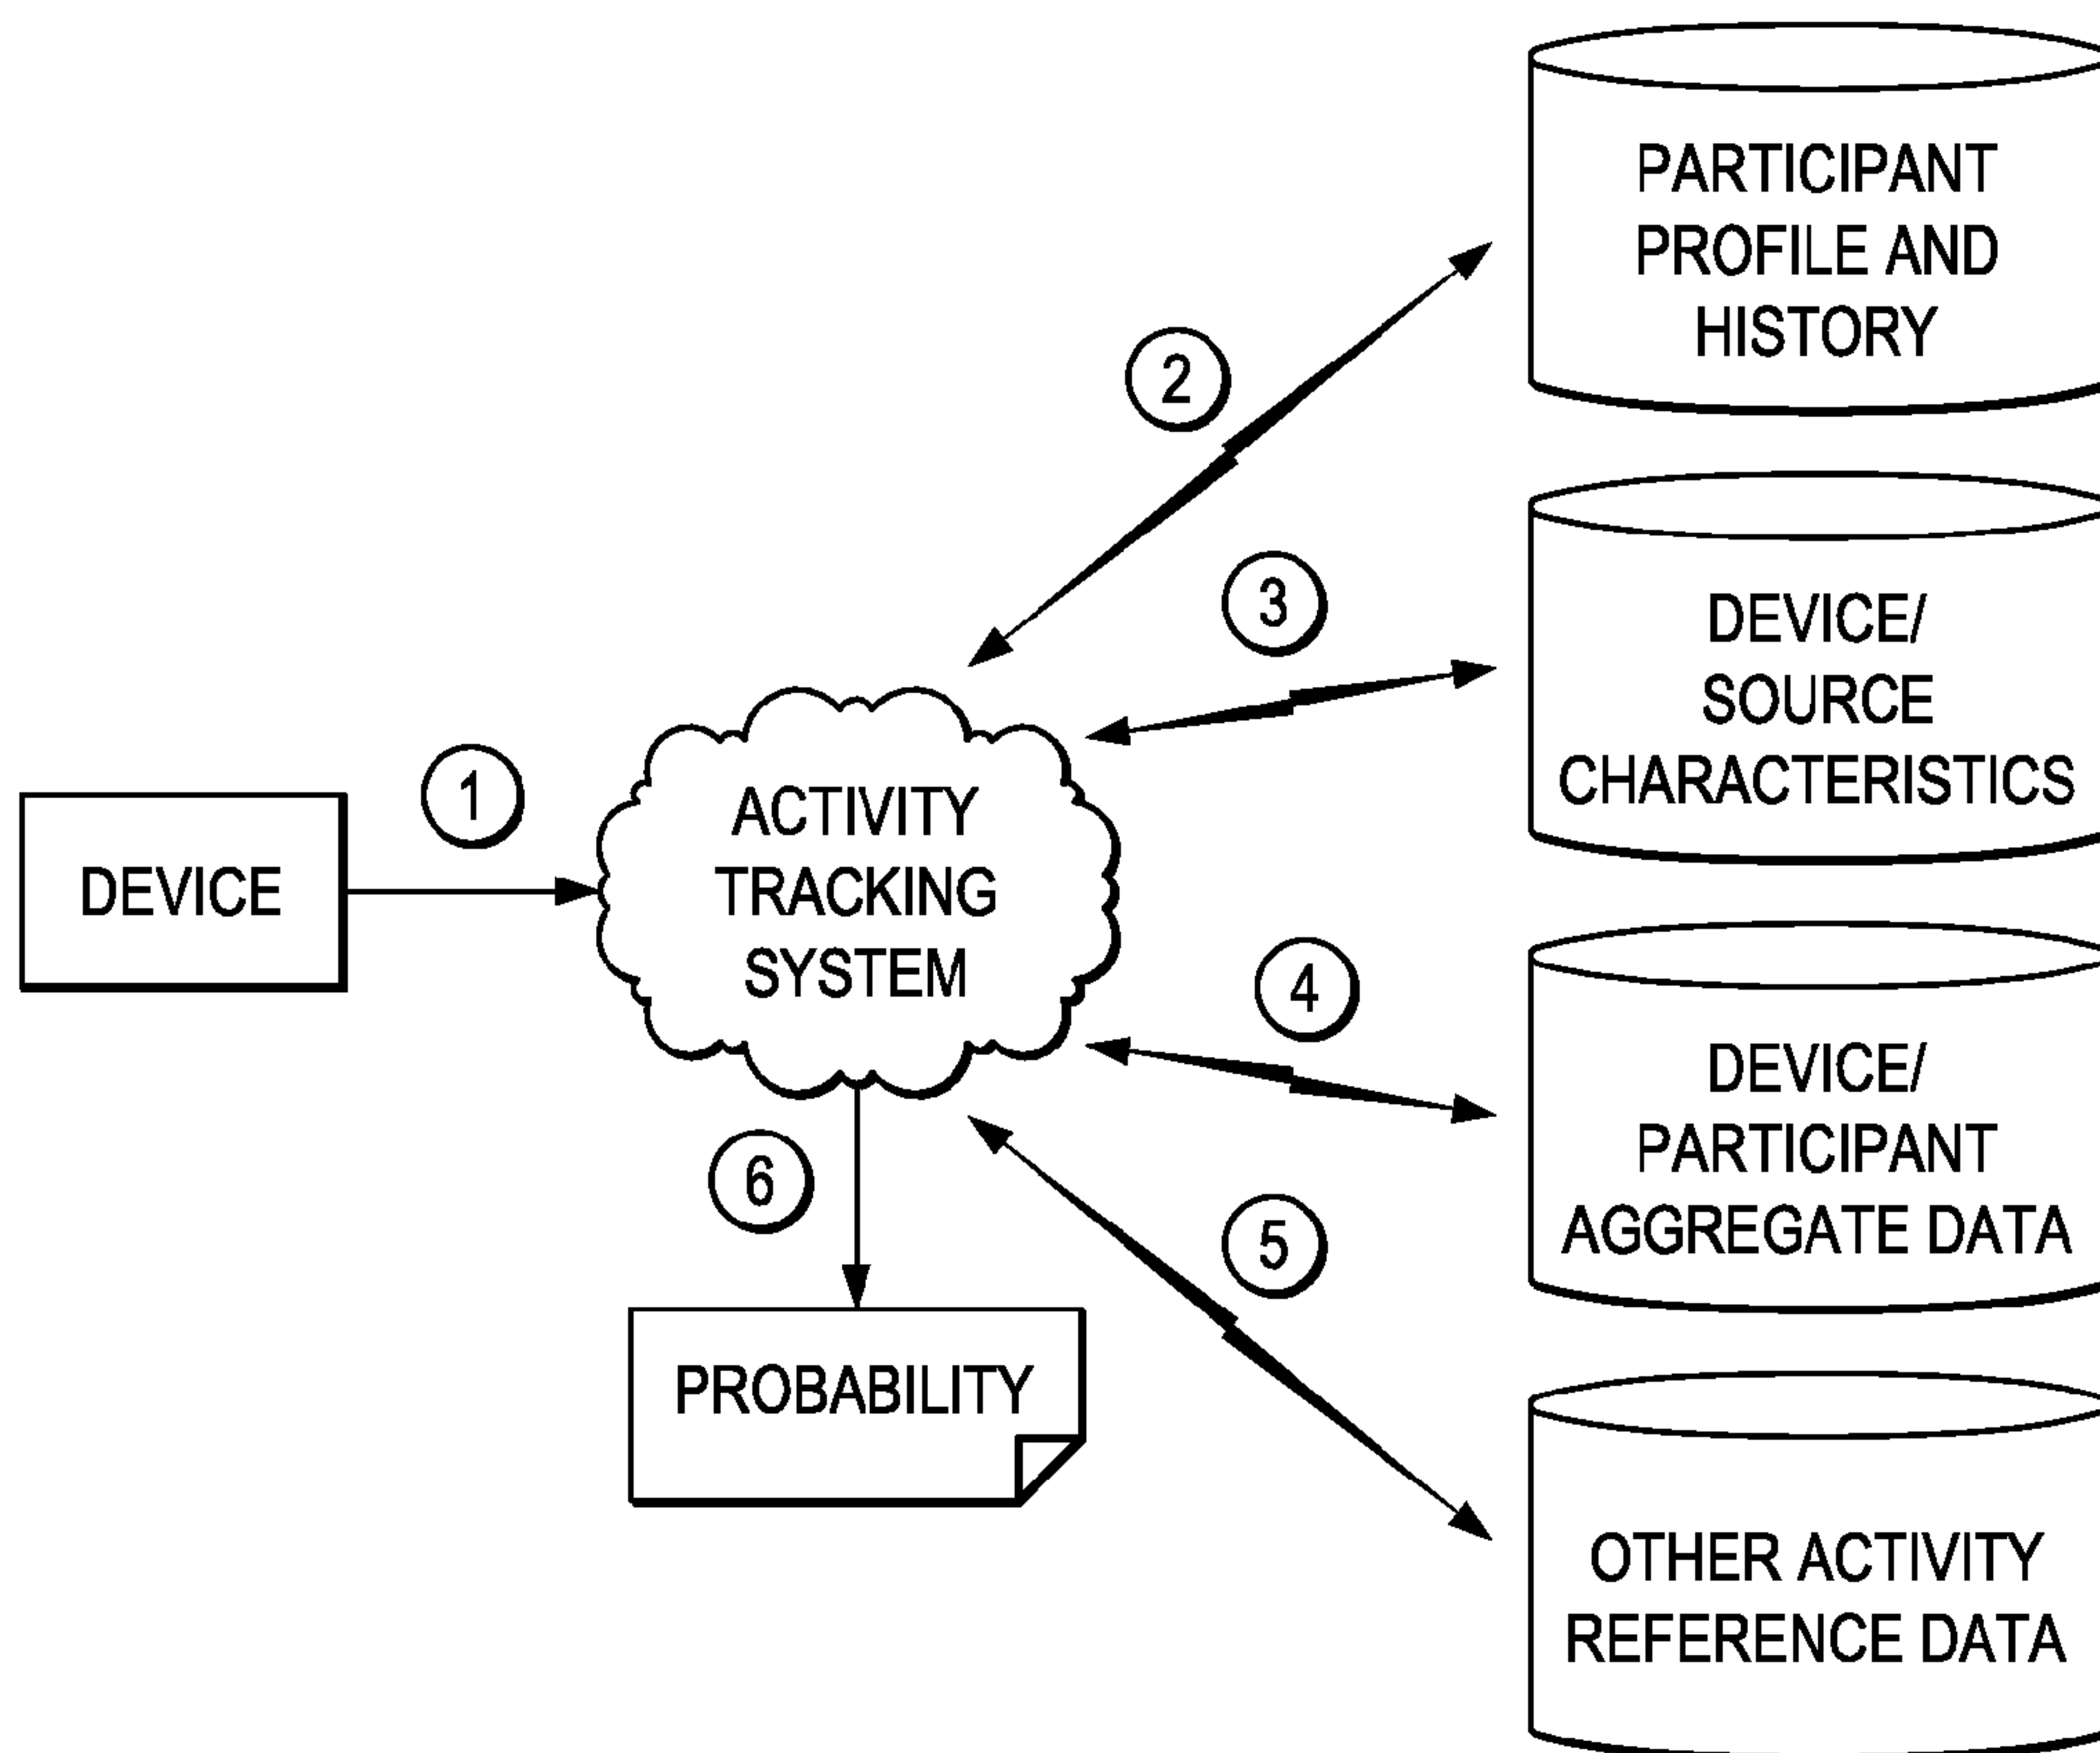 PARTICIPANT
PROFILE AND
HISTORY
2
3
DEVICE/
SOURCE
CHARACTERISTICS
1
DEVICE
ACTIVITY
TRACKING
SYSTEM
4
DEVICE/
PARTICIPANT
AGGREGATE DATA
6
5
PROBABILITY
OTHER ACTIVITY
REFERENCE DATA